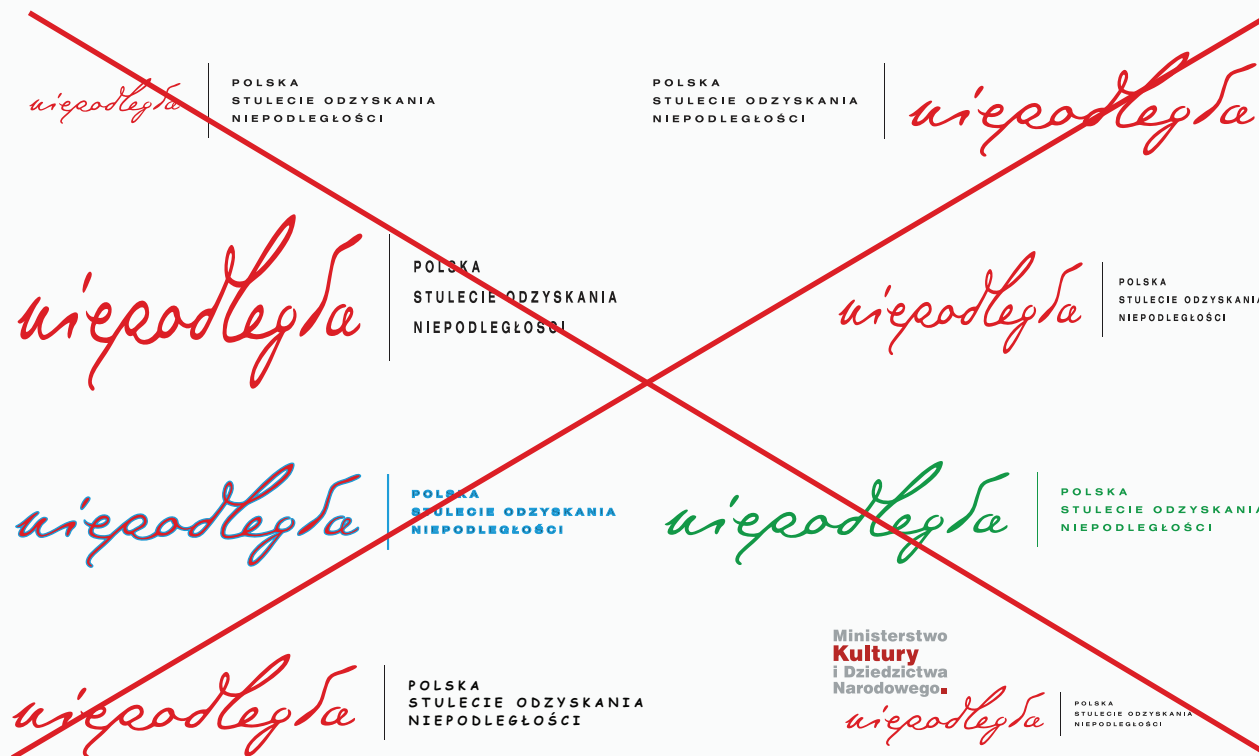 niepodległa
POLSKA
STULECIE ODZYSKANIA
NIEPODLEGŁOŚCI
POLSKA
STULECIE ODZYSKANIA
NIEPODLEGŁOŚCI
niepodległa
niepodległa
POLSKA
STULECIE ODZYSKANIA
NIEPODLEGŁOŚCI
niepodległa
POLSKA
STULECIE ODZYSKANIA
NIEPODLEGŁOŚCI
niepodległa
POLSKA
STULECIE ODZYSKANIA
NIEPODLEGŁOŚCI
niepodległa
POLSKA
STULECIE ODZYSKANIA
NIEPODLEGŁOŚCI
niepodległa
POLSKA
STULECIE ODZYSKANIA
NIEPODLEGŁOŚCI
Ministerstwo
Kultury
i Dziedzictwa
Narodowego.
niepodległa
POLSKA
STULECIE ODZYSKANIA
NIEPODLEGŁOŚCI